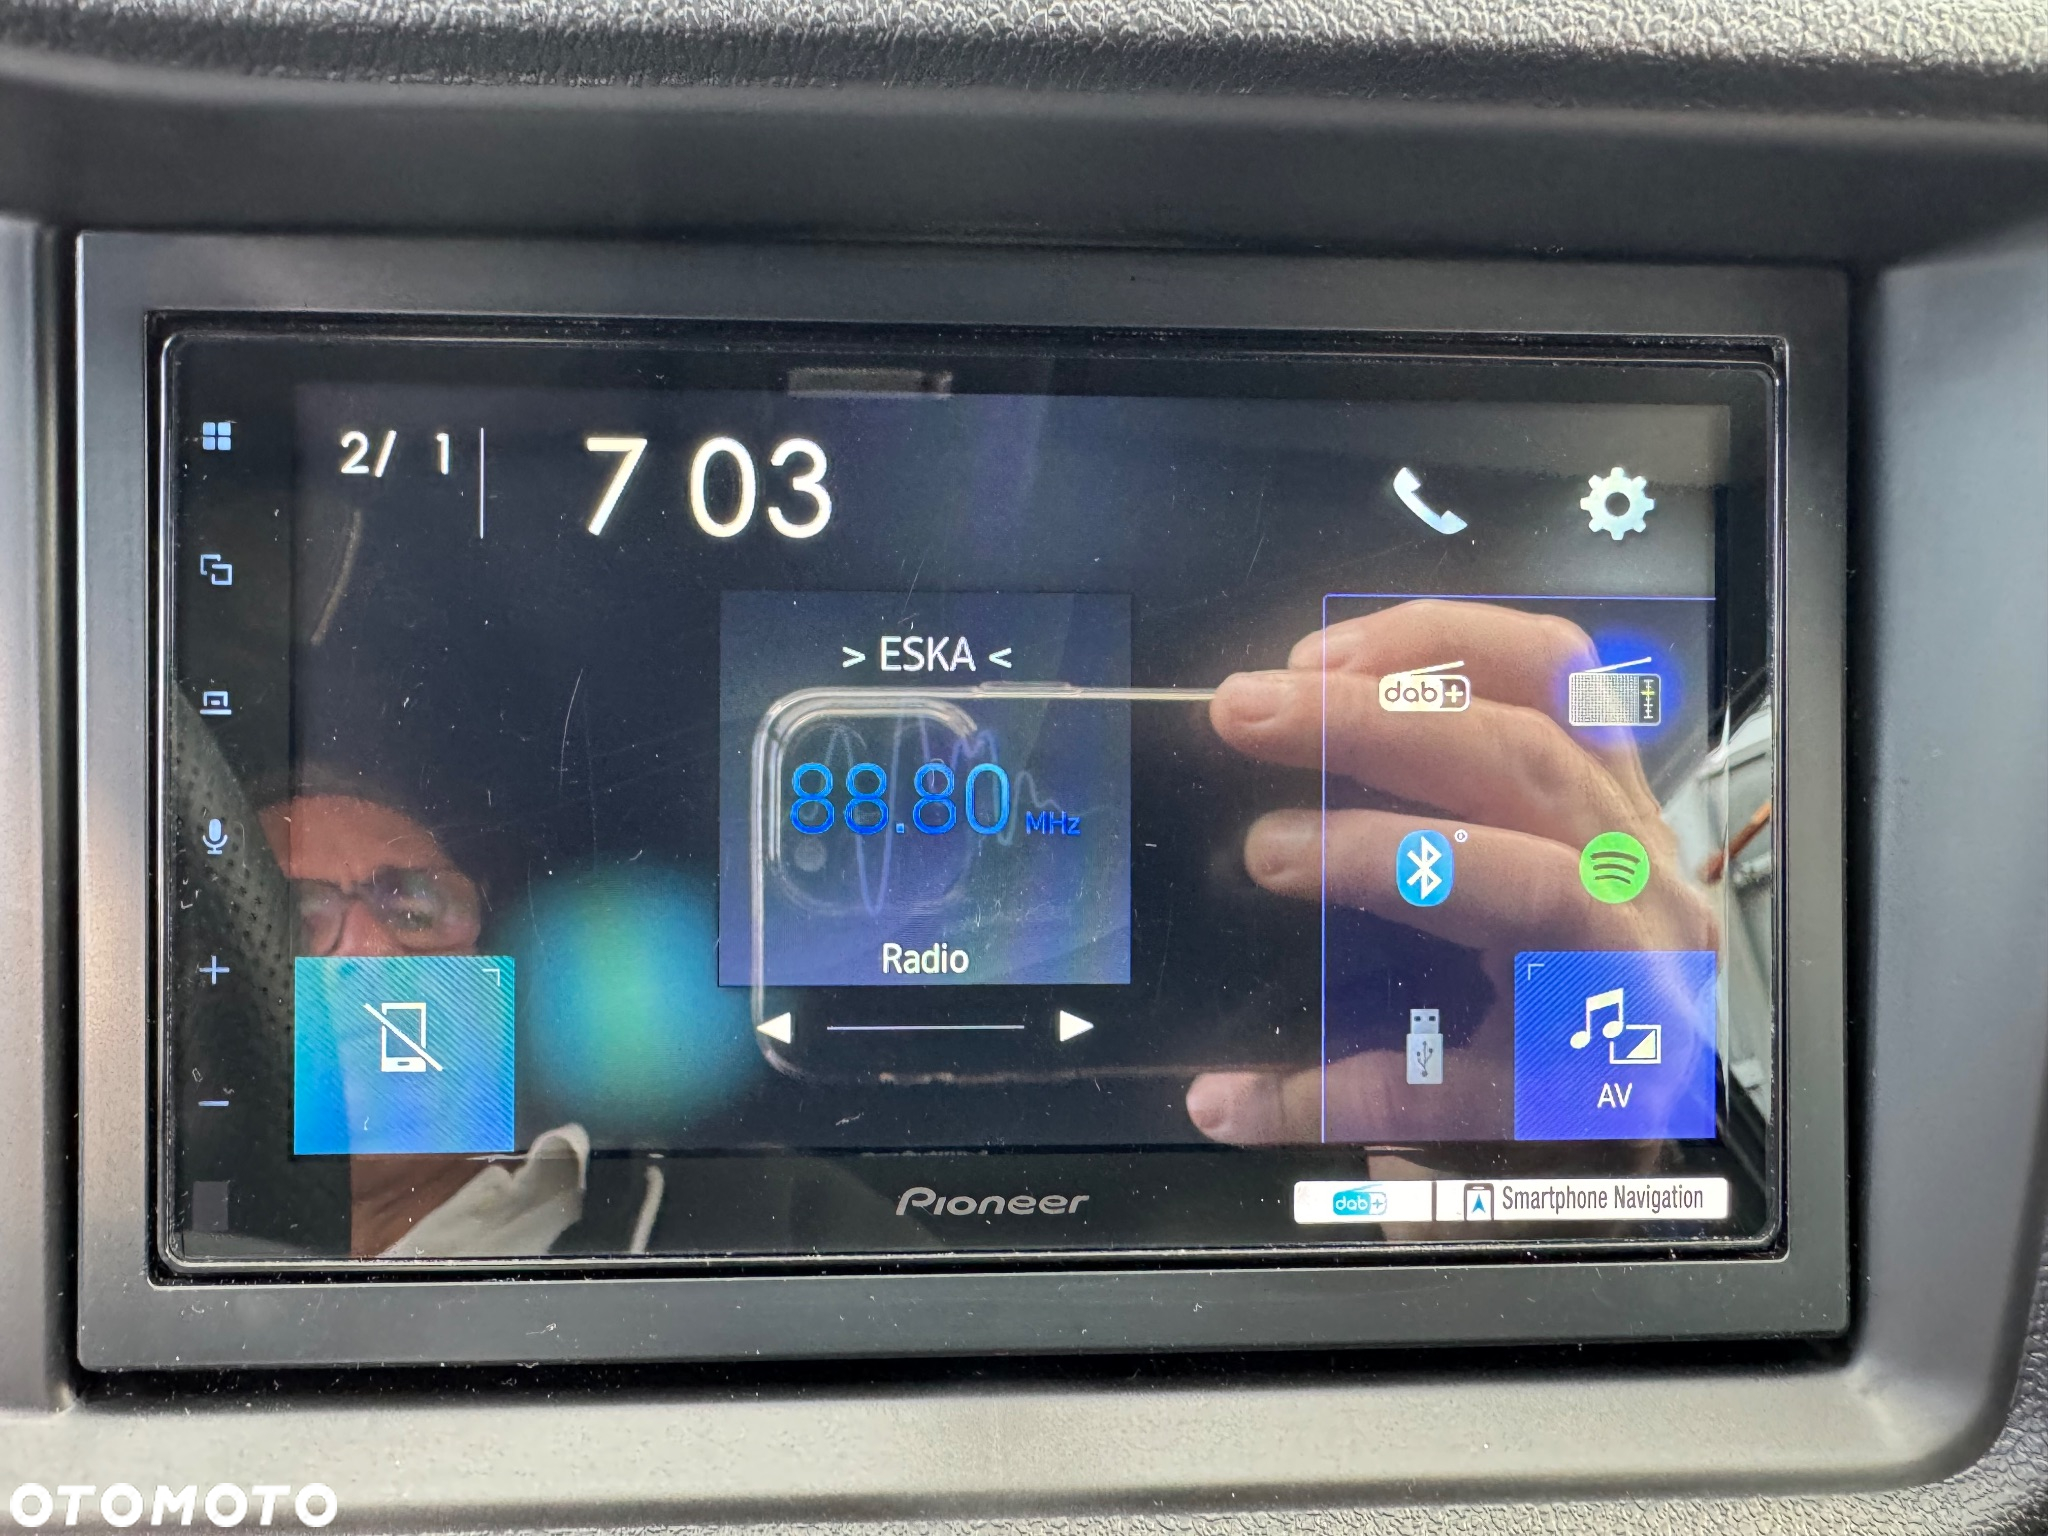 2/ 1
7 03
> ESKA <
dab+
88.80 MHz
Radio
AV
Pioneer
dab+
Smartphone Navigation
OTOMOTO